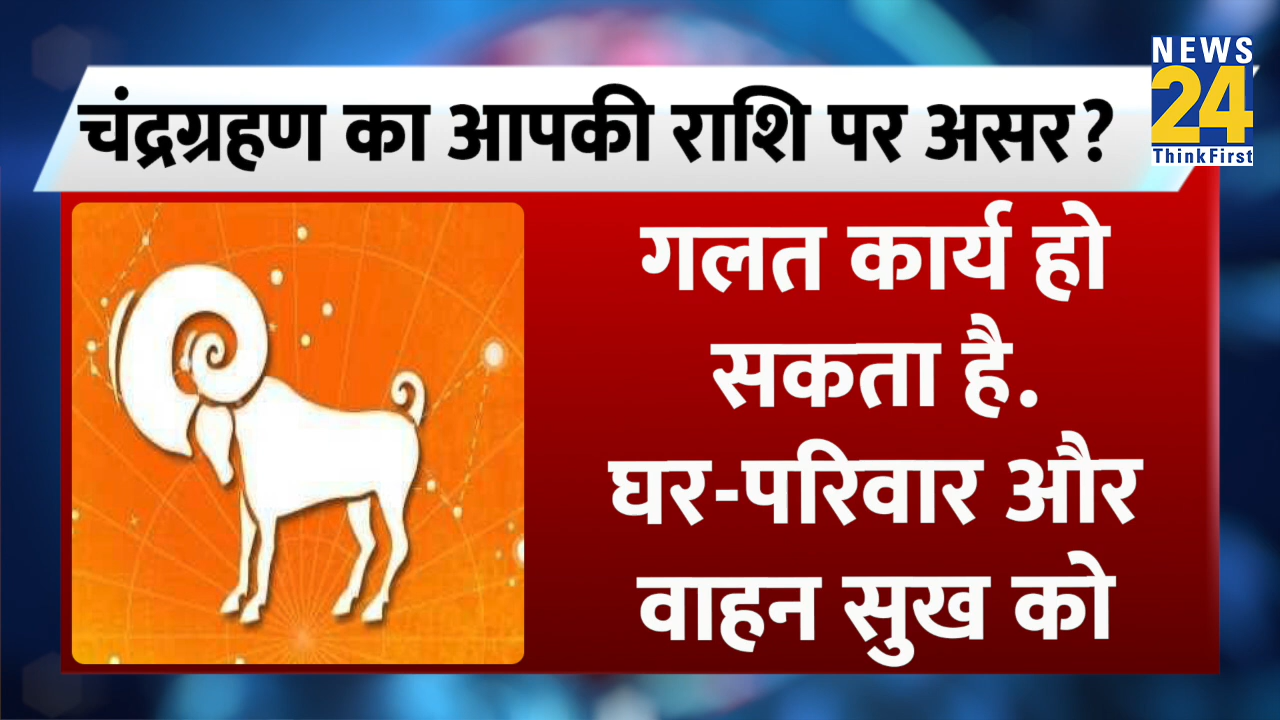 NEWS
24
ThinkFirst
चंद्रग्रहण का आपकी राशि पर असर?
गलत कार्य हो
सकता है.
घर-परिवार और
वाहन सुख को